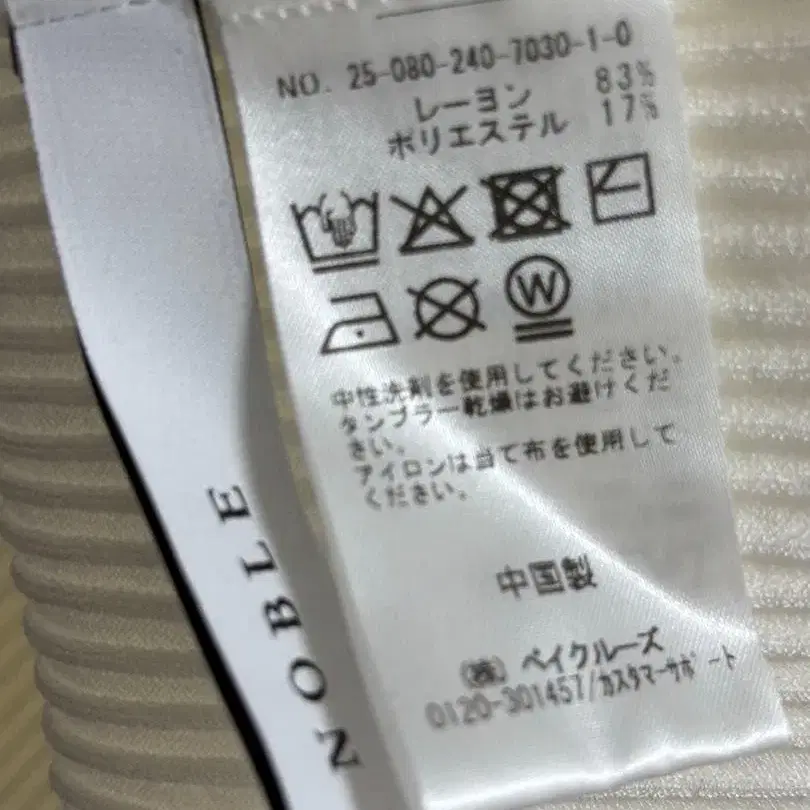 NO. 25-080-240-7030-1-0
レーヨン 83%
ポリエステル 17%
W
中性洗剤を使用してください。
タンブラー乾燥はお避けくだ
さい。
アイロンは当て布を使用して
ください。
中国製
(株) ベイクルーズ
0120-301457/カスタマーサポート
NOBLE